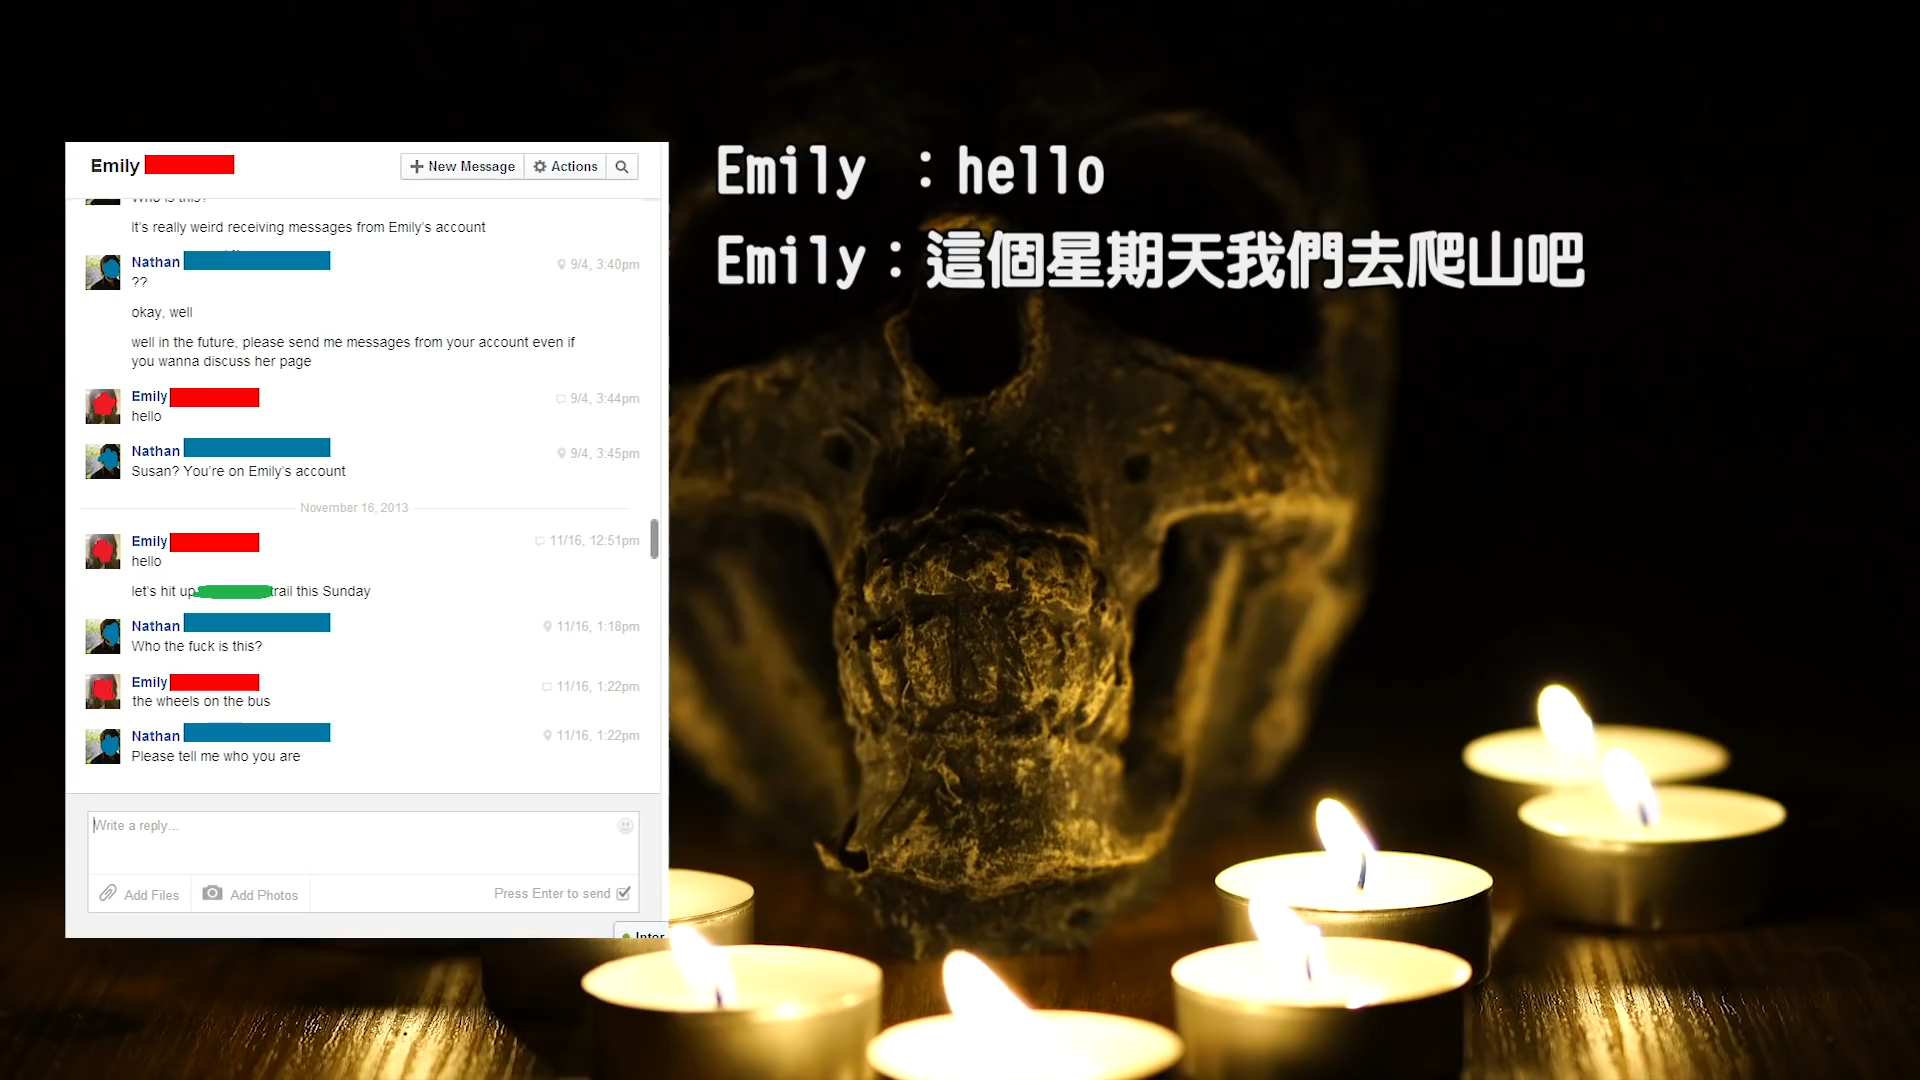 Emily
New Message
Actions
Who is this?
It's really weird receiving messages from Emily's account
Nathan
9/4, 3:40pm
??
okay, well
well in the future, please send me messages from your account even if
you wanna discuss her page
Emily
9/4, 3:44pm
hello
Nathan
9/4, 3:45pm
Susan? You're on Emily's account
November 16, 2013
Emily
11/16, 12:51pm
hello
let's hit up trail this Sunday
Nathan
11/16, 1:18pm
Who the fuck is this?
Emily
11/16, 1:22pm
the wheels on the bus
Nathan
11/16, 1:22pm
Please tell me who you are
Write a reply...
Add Files
Add Photos
Press Enter to send
Emily ：hello
Emily：這個星期天我們去爬山吧